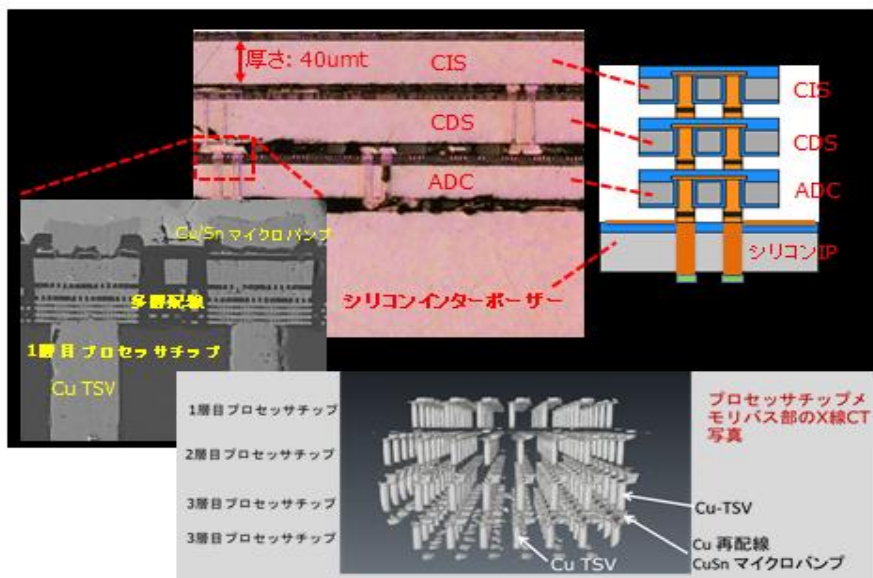 厚さ: 40umt
CIS
CDS
ADC
シリコンインターポーザー
CIS
CDS
ADC
シリコンIP
Cu/Sn マイクロバンプ
多層配線
1層目プロセッサチップ
Cu TSV
1層目プロセッサチップ
2層目プロセッサチップ
3層目プロセッサチップ
3層目プロセッサチップ
プロセッサチップメ
モリバス部のX線CT
写真
Cu-TSV
Cu 再配線
CuSn マイクロバンプ
Cu TSV